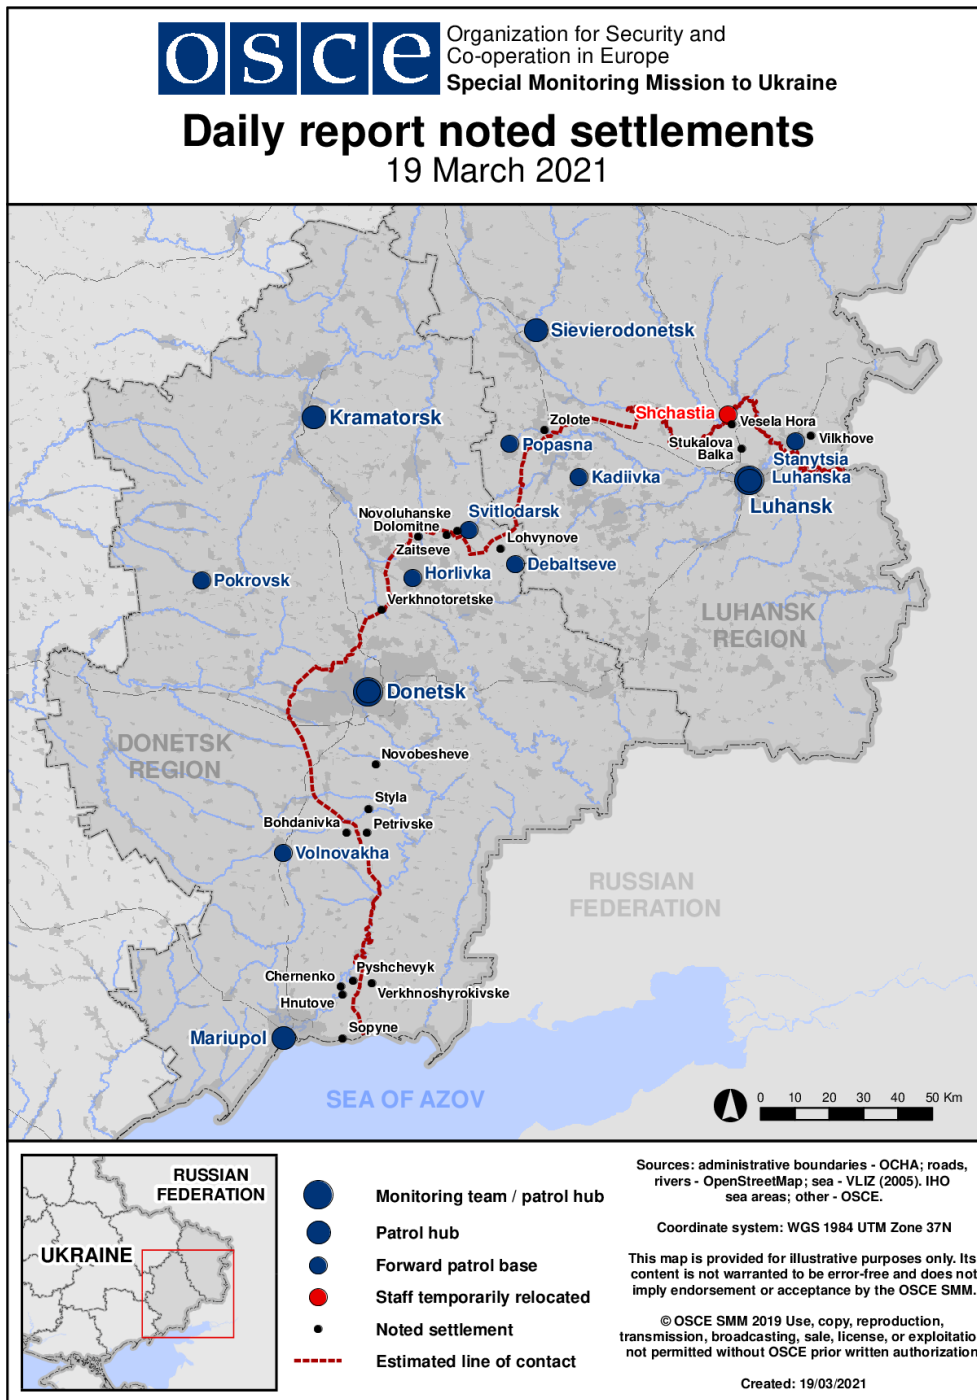 osce
Organization for Security and
Co-operation in Europe
Special Monitoring Mission to Ukraine
Daily report noted settlements
19 March 2021
Sievierodonetsk
Kramatorsk
Shchastia
Zolote
Vesela Hora
Popasna
Stukalova
Balka
Vilkhove
Stanytsia
Luhanska
Kadiivka
Luhansk
Novoluhanske
Svitlodarsk
Dolomitne
Lohvynove
Zaitseve
Debaltseve
Horlivka
Pokrovsk
Verkhnotoretske
LUHANSK
REGION
Donetsk
DONETSK
REGION
Novobesheve
Styla
Bohdanivka
Petrivske
Volnovakha
RUSSIAN
FEDERATION
Pyshchevyk
Chernenko
Verkhnoshyrokivske
Hnutove
Sopyne
Mariupol
SEA OF AZOV
0 10 20 30 40 50 Km
RUSSIAN
FEDERATION
UKRAINE
Monitoring team / patrol hub
Patrol hub
Forward patrol base
Staff temporarily relocated
Noted settlement
Estimated line of contact
Sources: administrative boundaries - OCHA; roads,
rivers - OpenStreetMap; sea - VLIZ (2005). IHO
sea areas; other - OSCE.
Coordinate system: WGS 1984 UTM Zone 37N
This map is provided for illustrative purposes only. Its
content is not warranted to be error-free and does not
imply endorsement or acceptance by the OSCE SMM.
© OSCE SMM 2019 Use, copy, reproduction,
transmission, broadcasting, sale, license, or exploitatio
not permitted without OSCE prior written authorization
Created: 19/03/2021